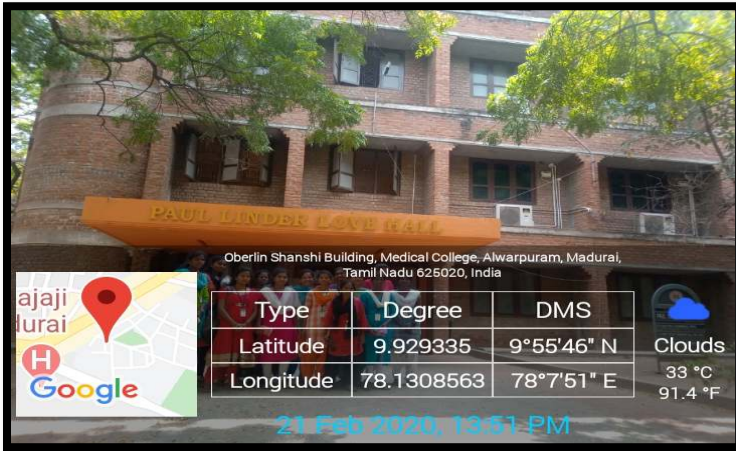 PAUL LINDER LOVE HALL
Oberlin Shanshi Building, Medical College, Alwarpuram, Madurai,
Tamil Nadu 625020, India
ajaji
durai
H
Google
Type Degree DMS
Latitude 9.929335 9°55'46" N
Longitude 78.1308563 78°7'51" E
Clouds
33 °C
91.4 °F
21 Feb 2020, 13:51 PM